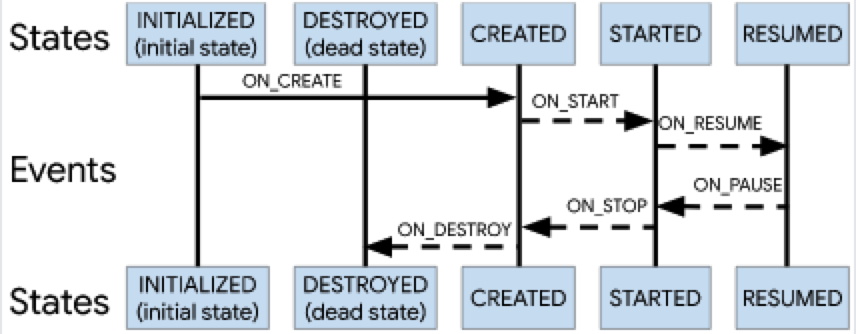 States
INITIALIZED
(initial state)
DESTROYED
(dead state)
CREATED
STARTED
RESUMED
ON_CREATE
ON_START
ON_RESUME
Events
ON_PAUSE
ON_STOP
ON_DESTROY
States
INITIALIZED
(initial state)
DESTROYED
(dead state)
CREATED
STARTED
RESUMED